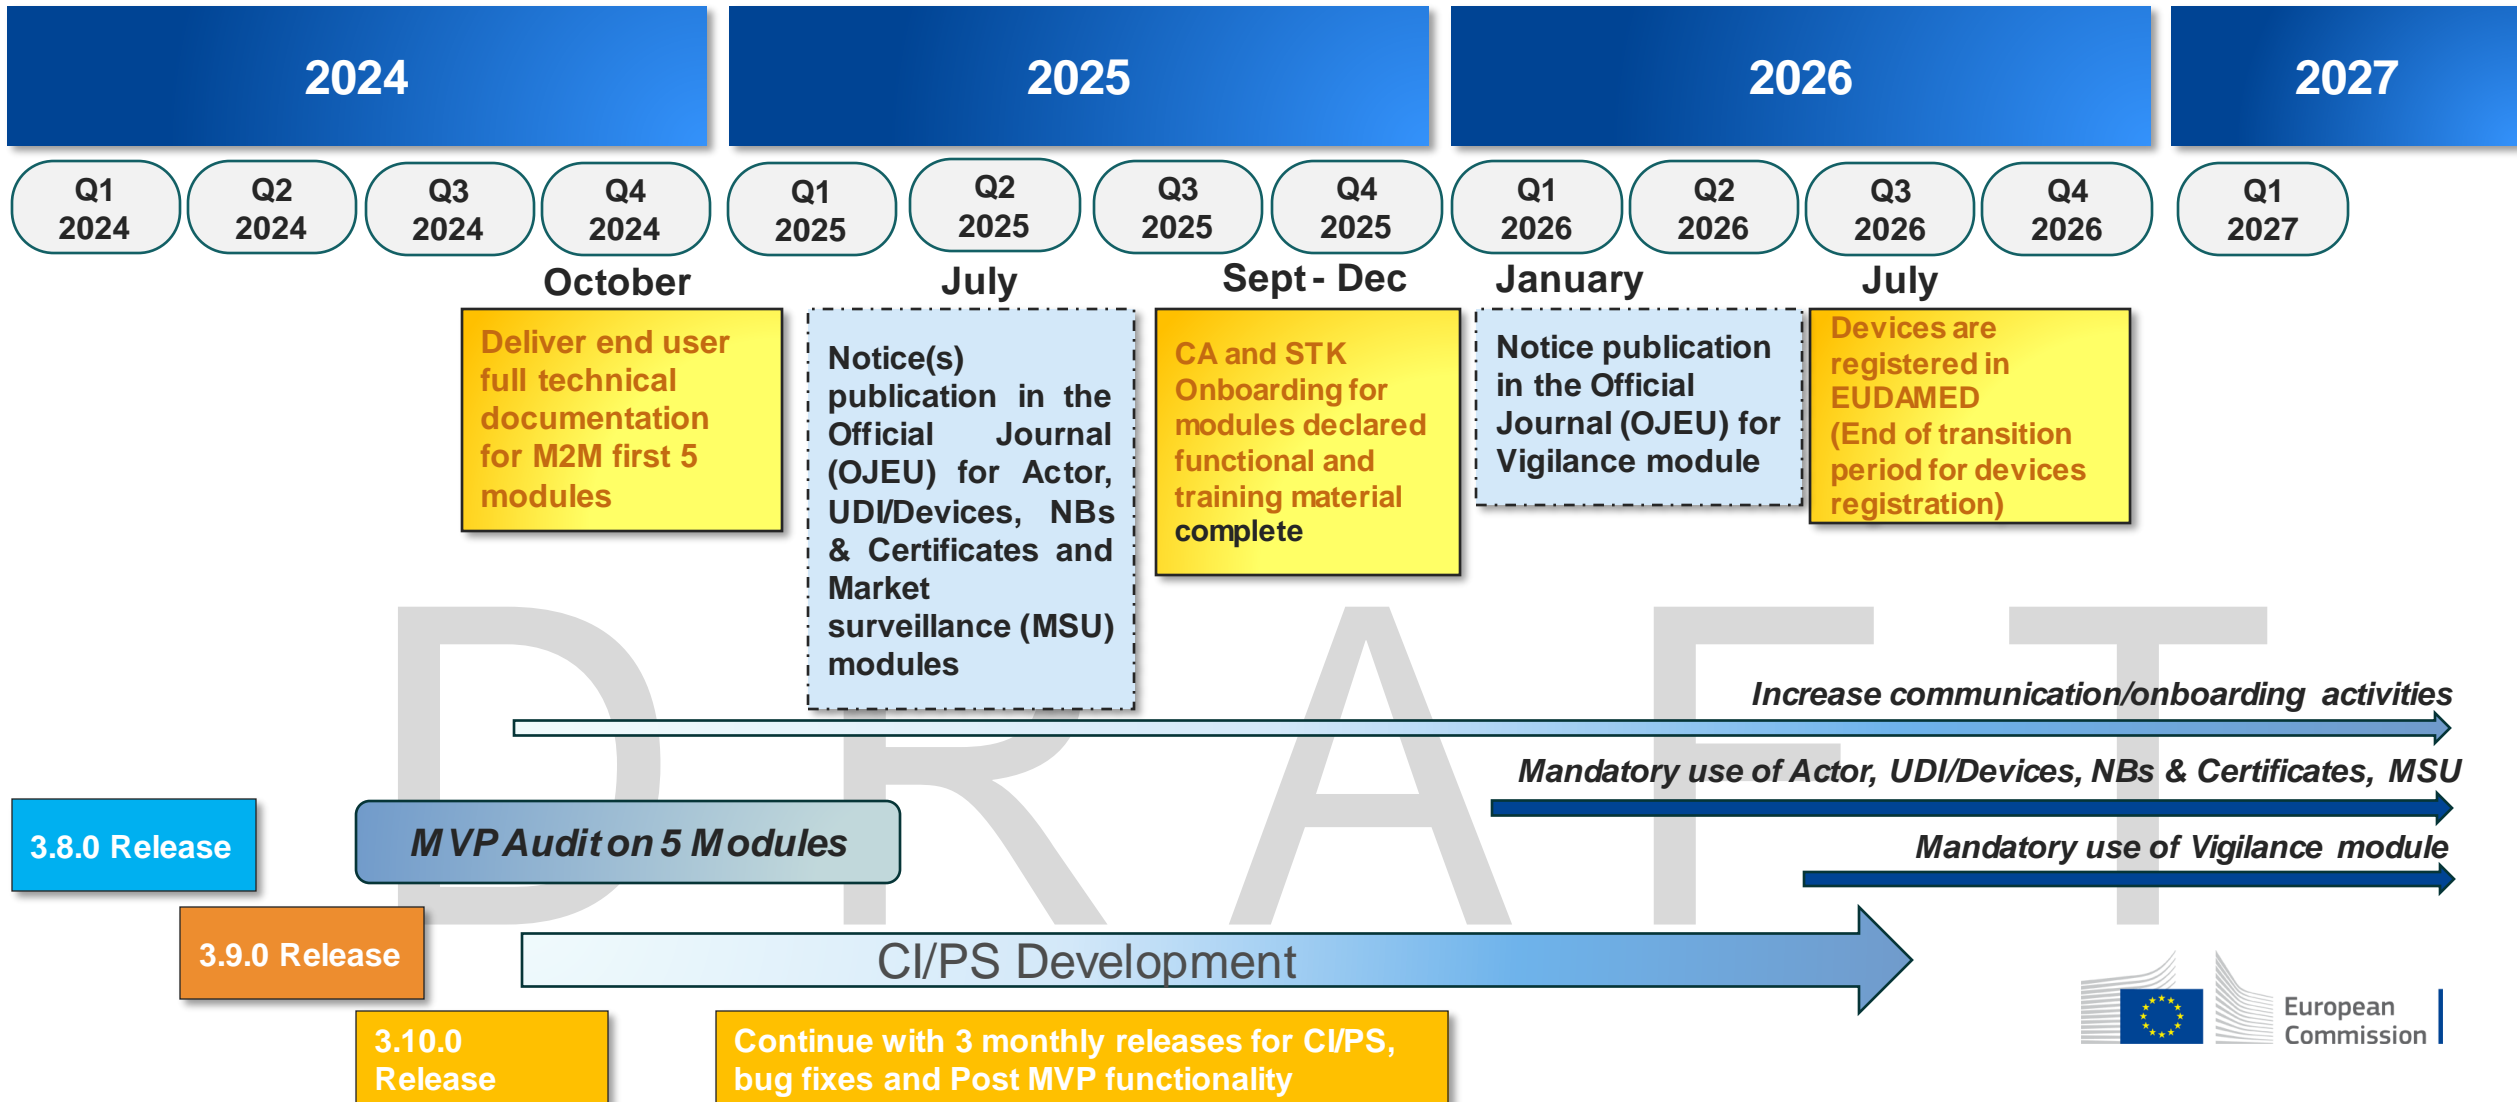 2024
2025
2026
2027
Q1
2024
Q2
2024
Q3
2024
Q4
2024
Q1
2025
Q2
2025
Q3
2025
Q4
2025
Q1
2026
Q2
2026
Q3
2026
Q4
2026
Q1
2027
October
July
Sept - Dec
January
July
Deliver end user
full technical
documentation
for M2M first 5
modules
Notice(s)
publication in the
Official Journal
(OJEU) for Actor,
UDI/Devices, NBs
& Certificates and
Market
surveillance (MSU)
modules
CA and STK
Onboarding for
modules declared
functional and
training material
complete
Notice publication
in the Official
Journal (OJEU) for
Vigilance module
Devices are
registered in
EUDAMED
(End of transition
period for devices
registration)
DRAFT
Increase communication/onboarding activities
Mandatory use of Actor, UDI/Devices, NBs & Certificates, MSU
Mandatory use of Vigilance module
3.8.0 Release
MVP Audit on 5 Modules
3.9.0 Release
CI/PS Development
3.10.0
Release
Continue with 3 monthly releases for CI/PS,
bug fixes and Post MVP functionality
European
Commission